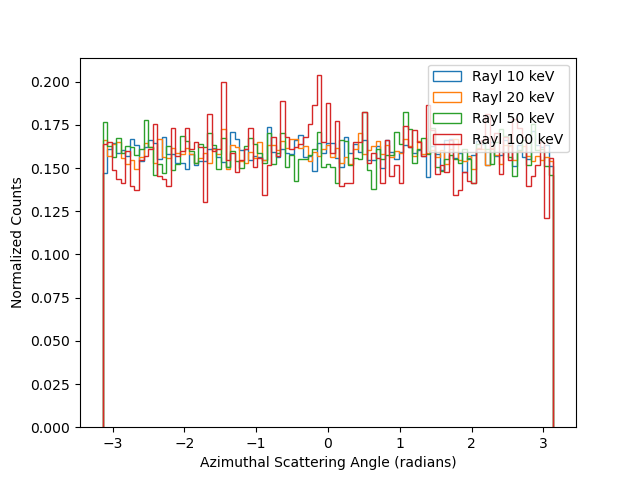 Rayl 10 keV
Rayl 20 keV
Rayl 50 keV
Rayl 100 keV
0.200
0.175
0.150
0.125
0.100
0.075
0.050
0.025
0.000
Normalized Counts
−3 −2 −1 0 1 2 3
Azimuthal Scattering Angle (radians)